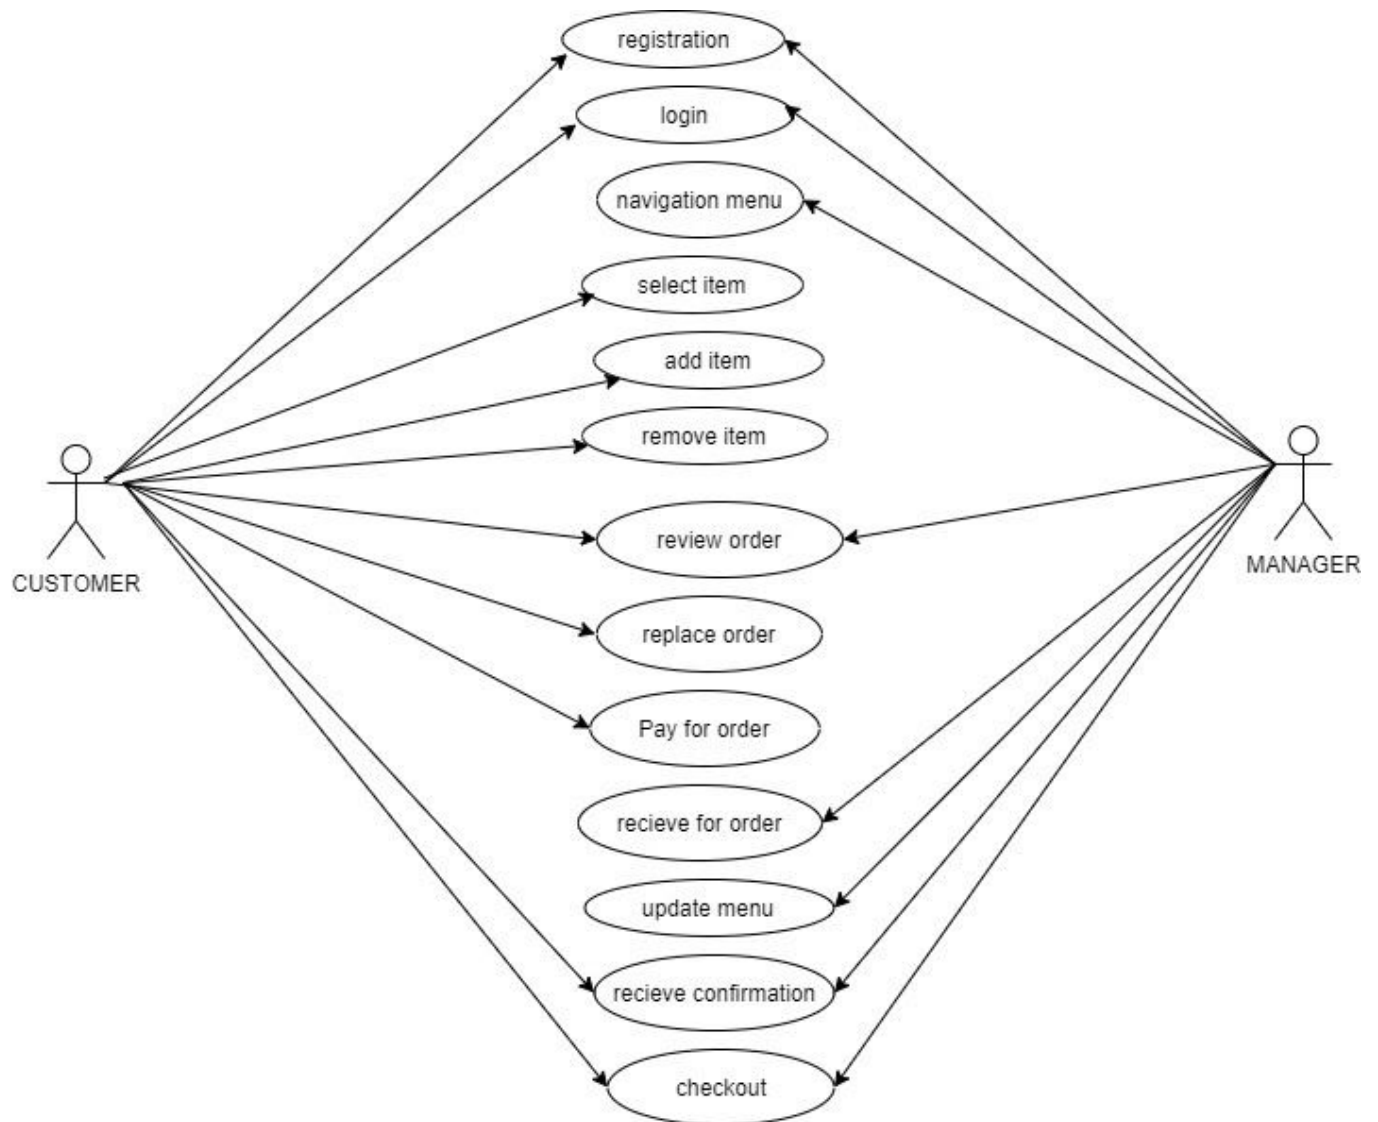 registration
login
navigation menu
select item
add item
remove item
review order
replace order
Pay for order
recieve for order
update menu
recieve confirmation
checkout
CUSTOMER
MANAGER